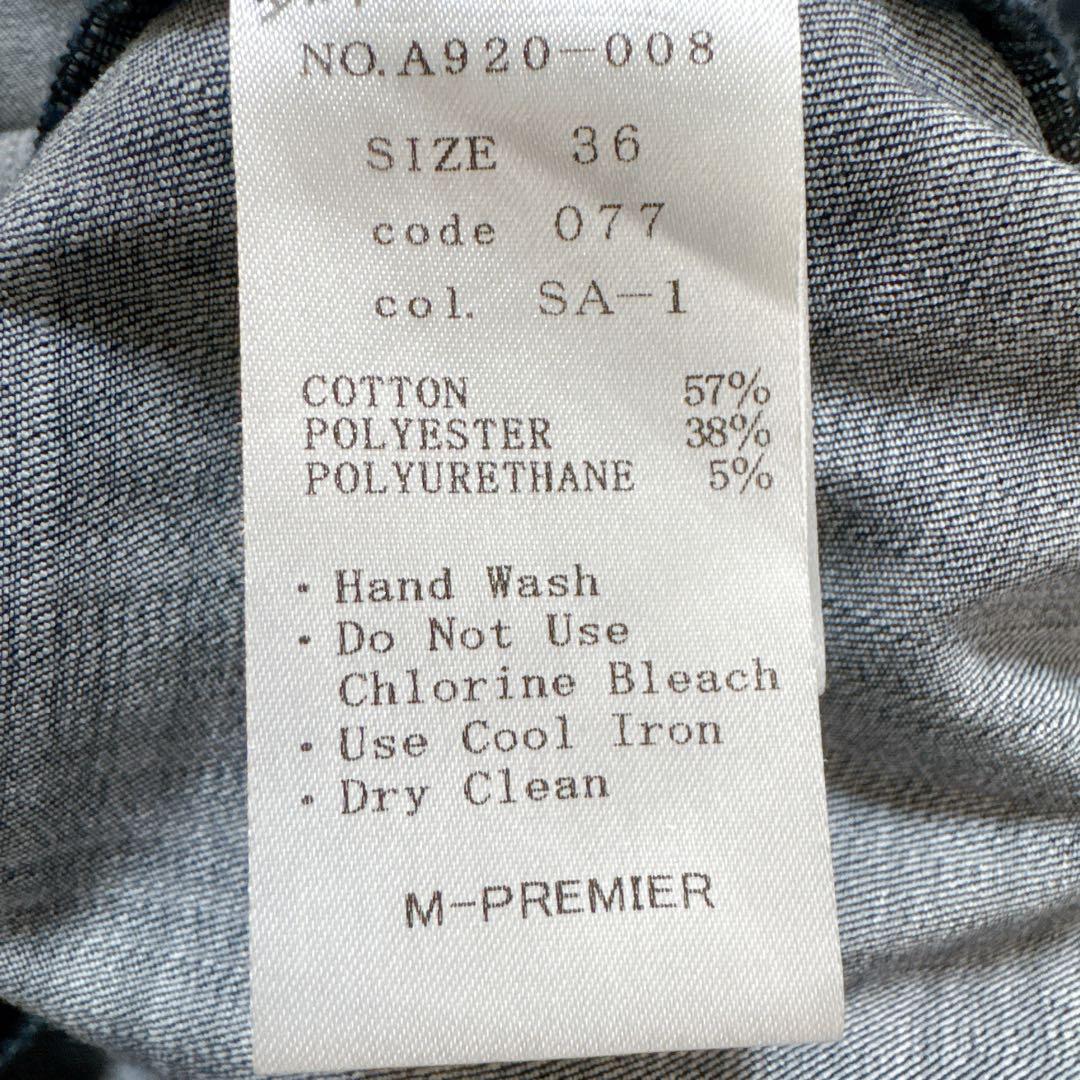 NO.A920-008
SIZE 36
code 077
col. SA-1
COTTON 57%
POLYESTER 38%
POLYURETHANE 5%
・Hand Wash
・Do Not Use
Chlorine Bleach
・Use Cool Iron
・Dry Clean
M-PREMIER